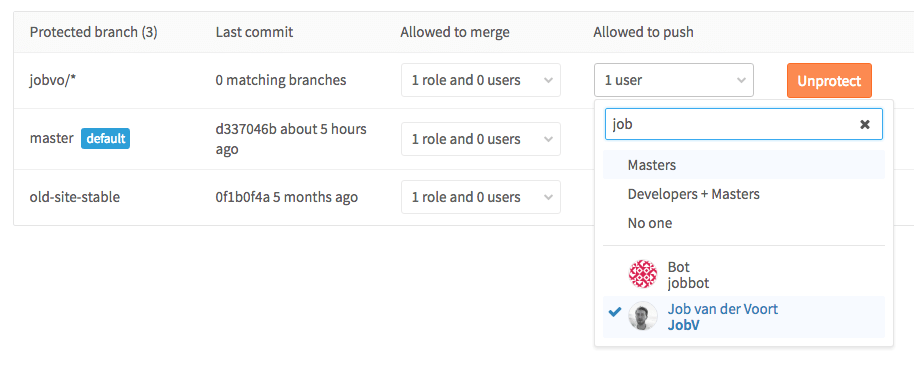 Protected branch (3) Last commit Allowed to merge Allowed to push
jobvo/* 0 matching branches 1 role and 0 users 1 user Unprotect
job
master default d337046b about 5 hours
ago 1 role and 0 users
Masters
Developers + Masters
old-site-stable 0f1b0f4a 5 months ago 1 role and 0 users
No one
Bot
jobbot
Job van der Voort
JobV